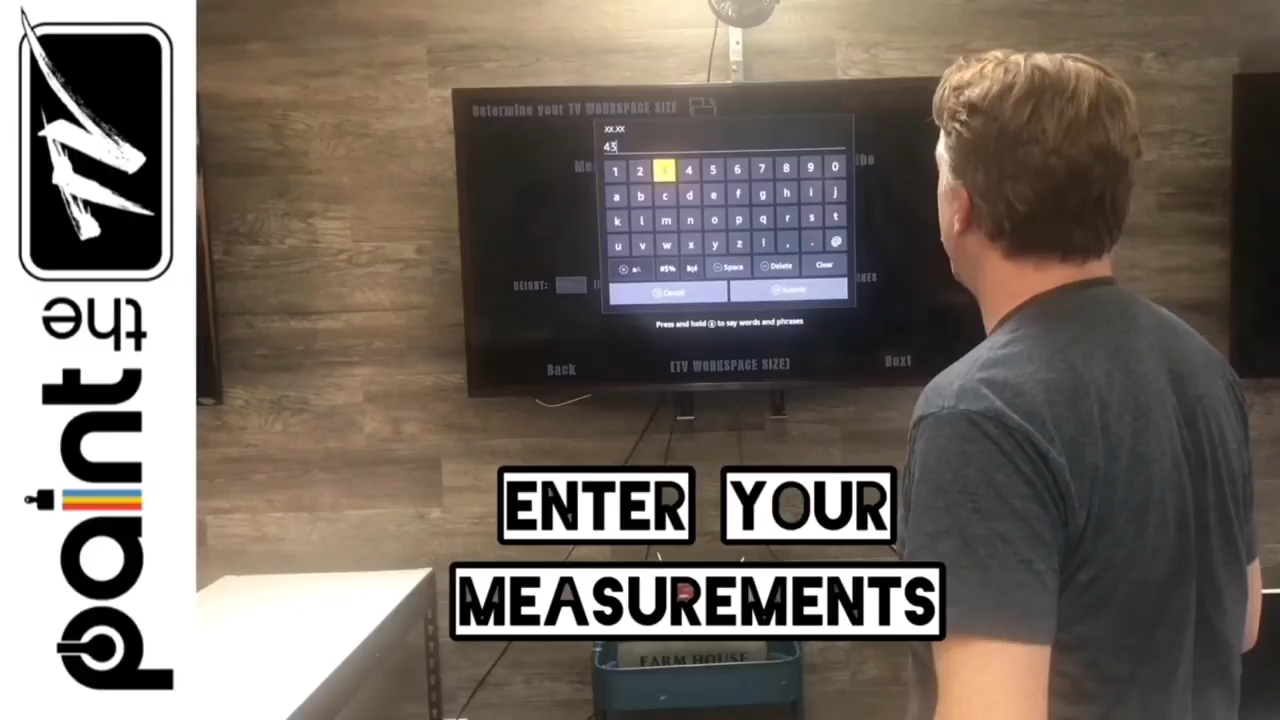 paint the TV
Determine your TV WORKSPACE SIZE
XX.XX
43
1 2 3 4 5 6 7 8 9 0
a b c d e f g h i j
k l m n o p q r s t
u v w x y z ! , . @
#$% Space Delete Clear
Cancel Submit
HEIGHT:
Press and hold to say words and phrases
Back [TV WORKSPACE SIZE] Next
ENTER YOUR
MEASUREMENTS
FARM HOUSE